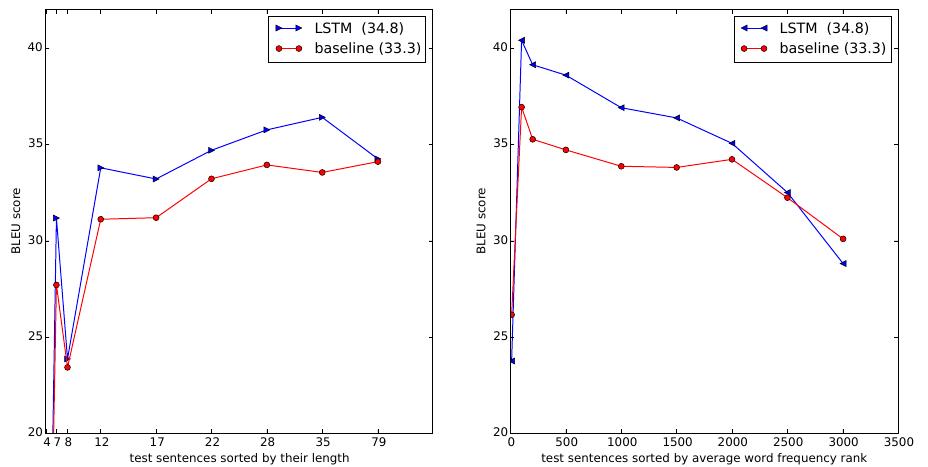 LSTM (34.8)
baseline (33.3)
40
35
30
25
20
BLEU score
4 7 8 12 17 22 28 35 79
test sentences sorted by their length
LSTM (34.8)
baseline (33.3)
40
35
30
25
20
BLEU score
0 500 1000 1500 2000 2500 3000 3500
test sentences sorted by average word frequency rank